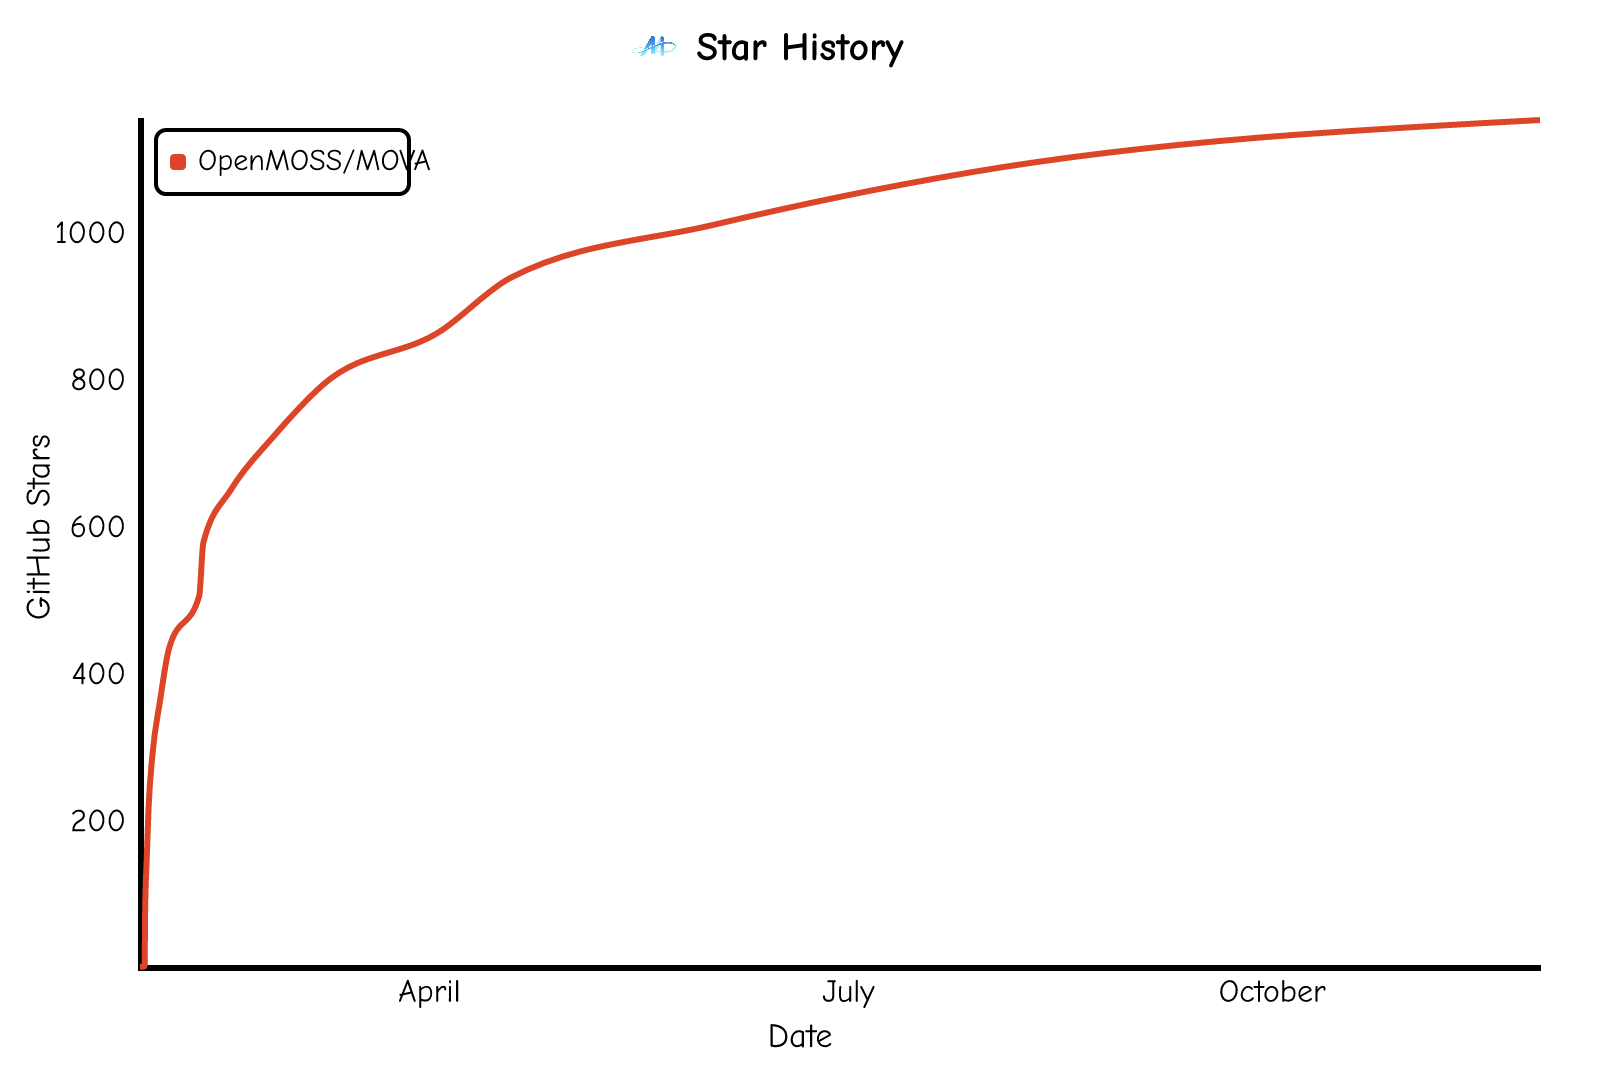 Star History
OpenMOSS/MOVA
1000
800
600
400
200
GitHub Stars
April
July
October
Date